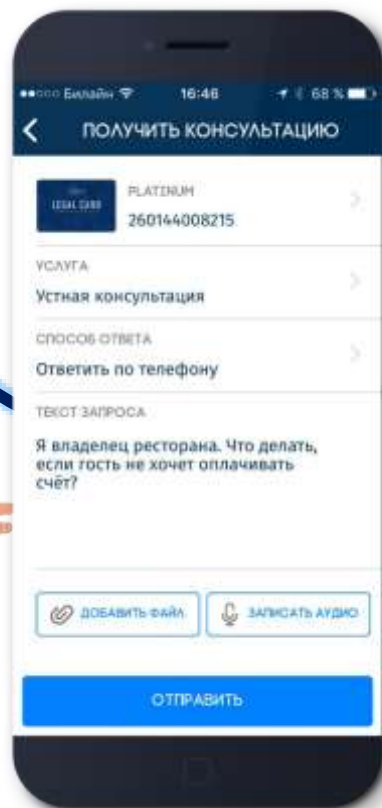 Билайн 16:46 68 %
ПОЛУЧИТЬ КОНСУЛЬТАЦИЮ
LEGAL CARD
PLATINUM
260144008215
УСЛУГА
Устная консультация
СПОСОБ ОТВЕТА
Ответить по телефону
ТЕКСТ ЗАПРОСА
Я владелец ресторана. Что делать,
если гость не хочет оплачивать
счёт?
ДОБАВИТЬ ФАЙЛ ЗАПИСАТЬ АУДИО
ОТПРАВИТЬ